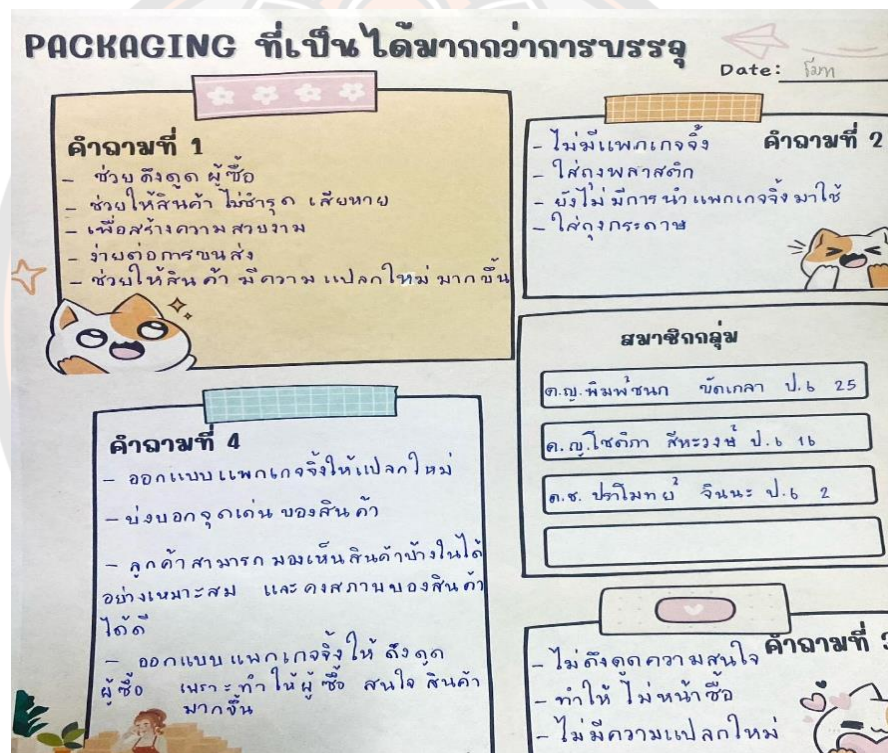 PACKAGING ที่เป็นได้มากกว่าการบรรจุ
Date: โมท
คำถามที่ 1
- ช่วยดึงดูดผู้ซื้อ
- ช่วยให้สินค้าไม่ชำรุด เสียหาย
- เพื่อสร้างความสวยงาม
- ง่ายต่อการขนส่ง
- ช่วยให้สินค้ามีความแปลกใหม่มากขึ้น
คำถามที่ 2
- ไม่มีแพกเกจจิ้ง
- ใส่ถุงพลาสติก
- ยังไม่มีการนำแพกเกจจิ้งมาใช้
- ใส่ถุงกระดาษ
สมาชิกกลุ่ม
ด.ญ.พิมพ์ชนก ขัดเกลา ป.6 25
ด.ญ.โชติภา สีหะวงษ์ ป.6 16
ด.ช. ปราโมทย์ จินนะ ป.6 2
คำถามที่ 4
- ออกแบบแพกเกจจิ้งให้แปลกใหม่
- บ่งบอกจุดเด่นของสินค้า
- ลูกค้าสามารถมองเห็นสินค้าข้างในได้
อย่างเหมาะสม และคงสภาพของสินค้า
ได้ดี
- ออกแบบแพกเกจจิ้งให้ดึงดูด
ผู้ซื้อ เพราะทำให้ผู้ซื้อสนใจสินค้า
มากขึ้น
คำถามที่ 3
- ไม่ดึงดูดความสนใจ
- ทำให้ไม่หน้าซื้อ
- ไม่มีความแปลกใหม่